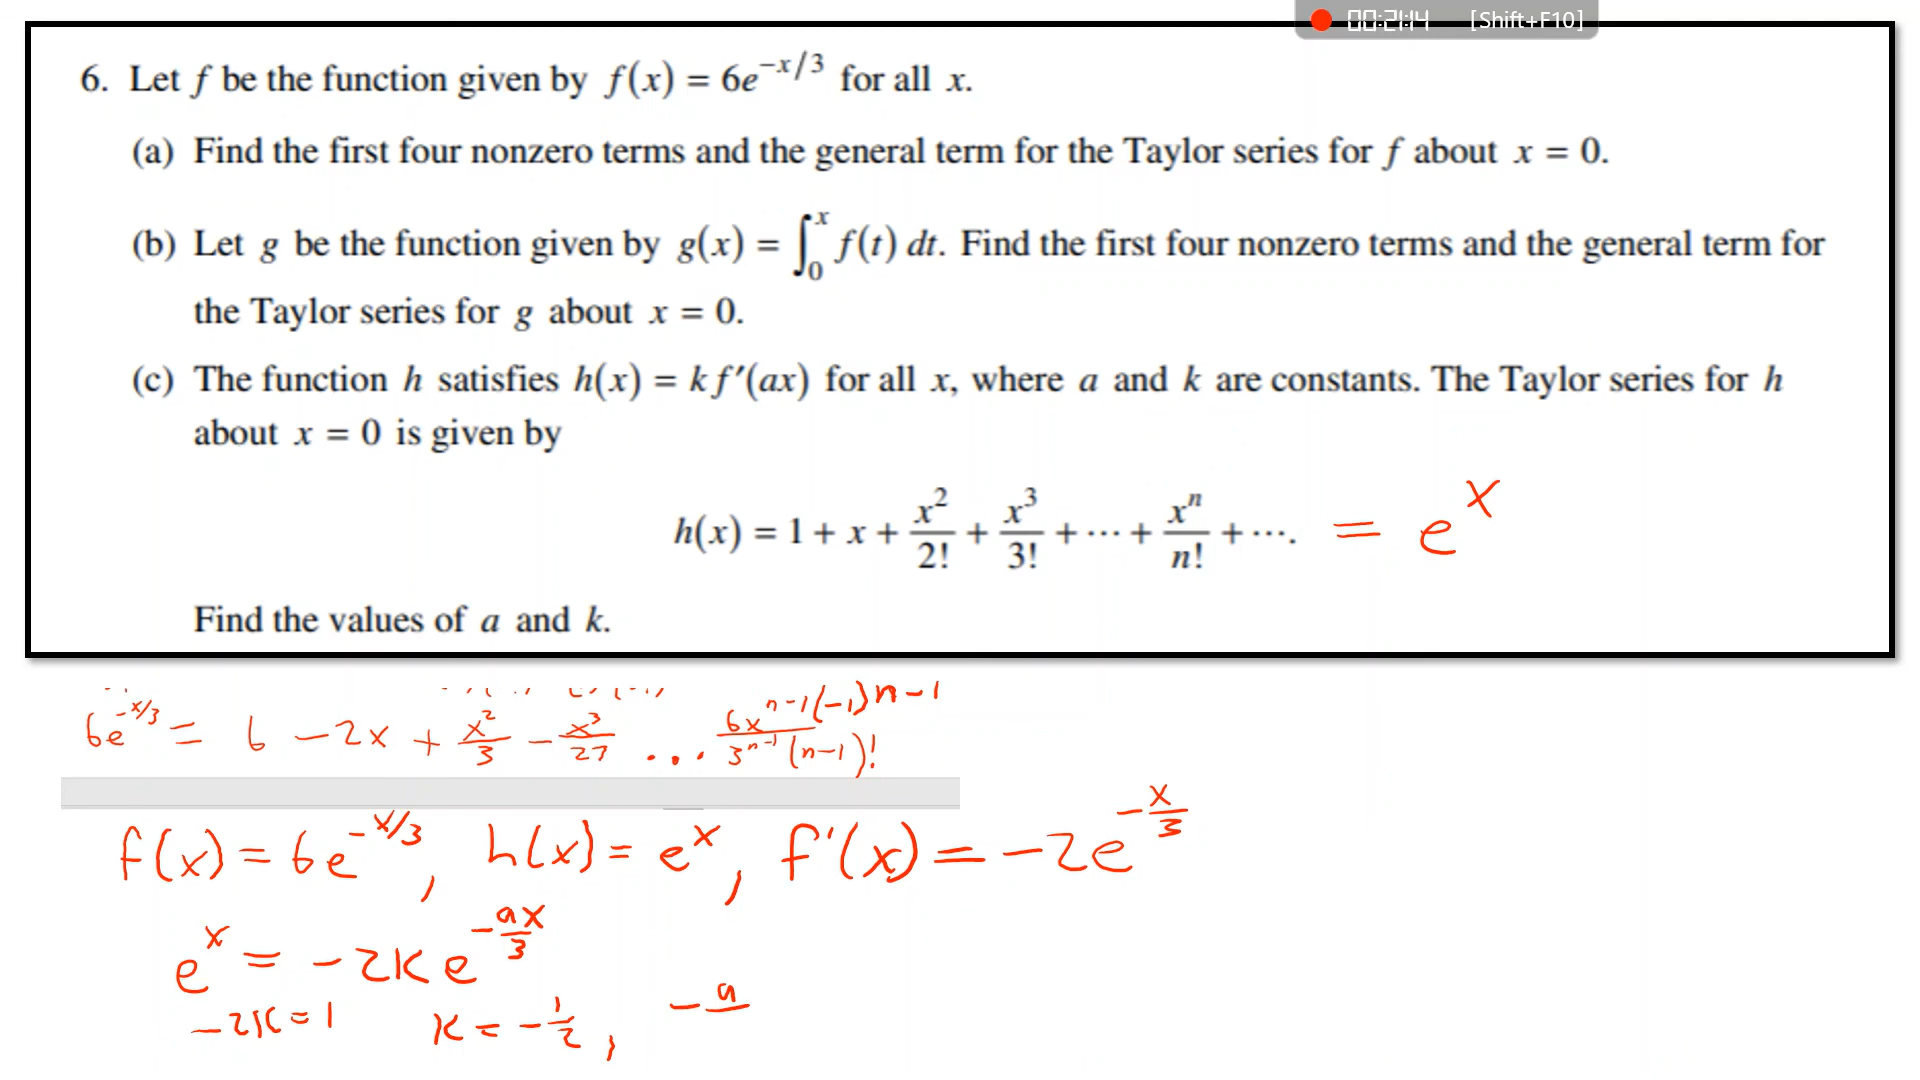 00:21:14 [Shift+F10]
6. Let f be the function given by f(x) = 6e^{-x/3} for all x.
(a) Find the first four nonzero terms and the general term for the Taylor series for f about x = 0.
(b) Let g be the function given by g(x) = ∫_0^x f(t) dt. Find the first four nonzero terms and the general term for
the Taylor series for g about x = 0.
(c) The function h satisfies h(x) = k f′(ax) for all x, where a and k are constants. The Taylor series for h
about x = 0 is given by
h(x) = 1 + x + x^2/2! + x^3/3! + ⋯ + x^n/n! + ⋯. = e^x
Find the values of a and k.
6e^{-x/3} = 6 - 2x + x^2/3 - x^3/27 ... 6x^{n-1}(-1)^{n-1}/3^{n-1}(n-1)!
f(x) = 6e^{-x/3}, h(x) = e^x, f'(x) = -2e^{-x/3}
e^x = -2ke^{-ax/3}
-2k = 1 k = -1/2, -a